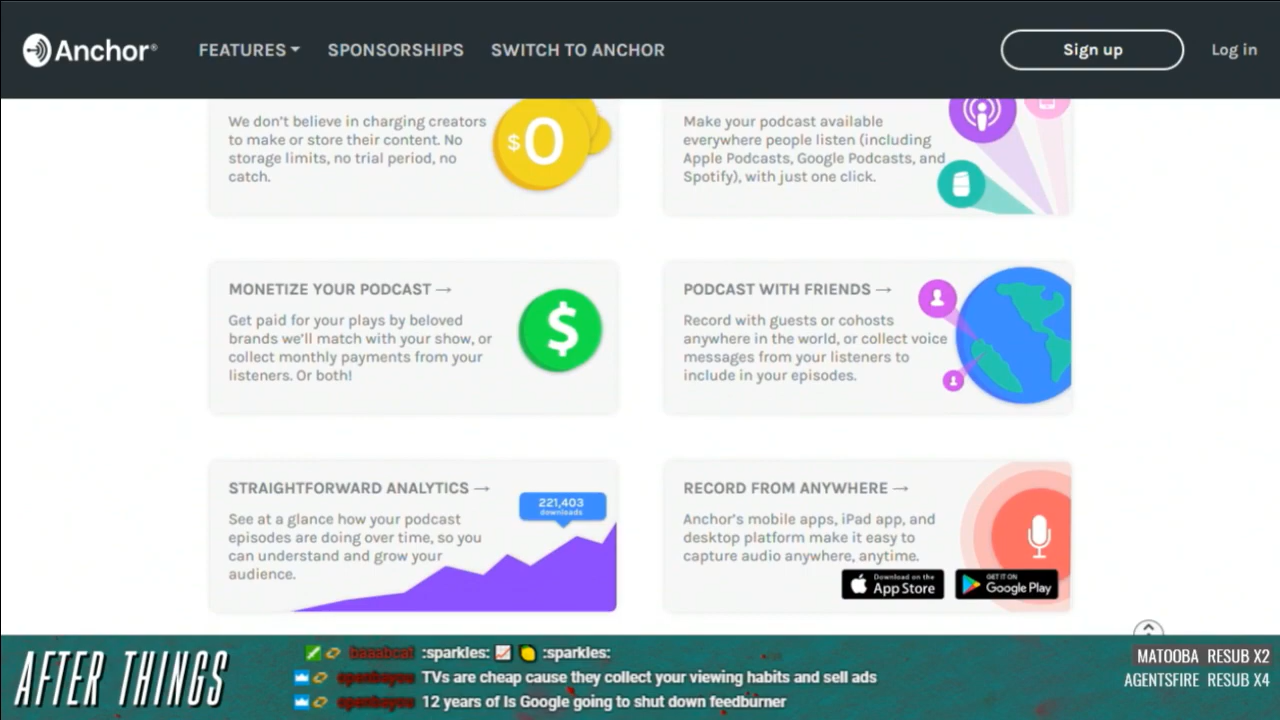 Anchor®
FEATURES
SPONSORSHIPS
SWITCH TO ANCHOR
Sign up
Log in
We don't believe in charging creators
to make or store their content. No
storage limits, no trial period, no
catch.
$0
Make your podcast available
everywhere people listen (including
Apple Podcasts, Google Podcasts, and
Spotify), with just one click.
MONETIZE YOUR PODCAST →
Get paid for your plays by beloved
brands we'll match with your show, or
collect monthly payments from your
listeners. Or both!
$
PODCAST WITH FRIENDS →
Record with guests or cohosts
anywhere in the world, or collect voice
messages from your listeners to
include in your episodes.
STRAIGHTFORWARD ANALYTICS →
See at a glance how your podcast
episodes are doing over time, so you
can understand and grow your
audience.
221,403
downloads
RECORD FROM ANYWHERE →
Anchor's mobile apps, iPad app, and
desktop platform make it easy to
capture audio anywhere, anytime.
Download on the
App Store
GET IT ON
Google Play
AFTER THINGS
:sparkles: :sparkles:
TVs are cheap cause they collect your viewing habits and sell ads
12 years of Is Google going to shut down feedburner
MATOOBA RESUB X2
AGENTSFIRE RESUB X4